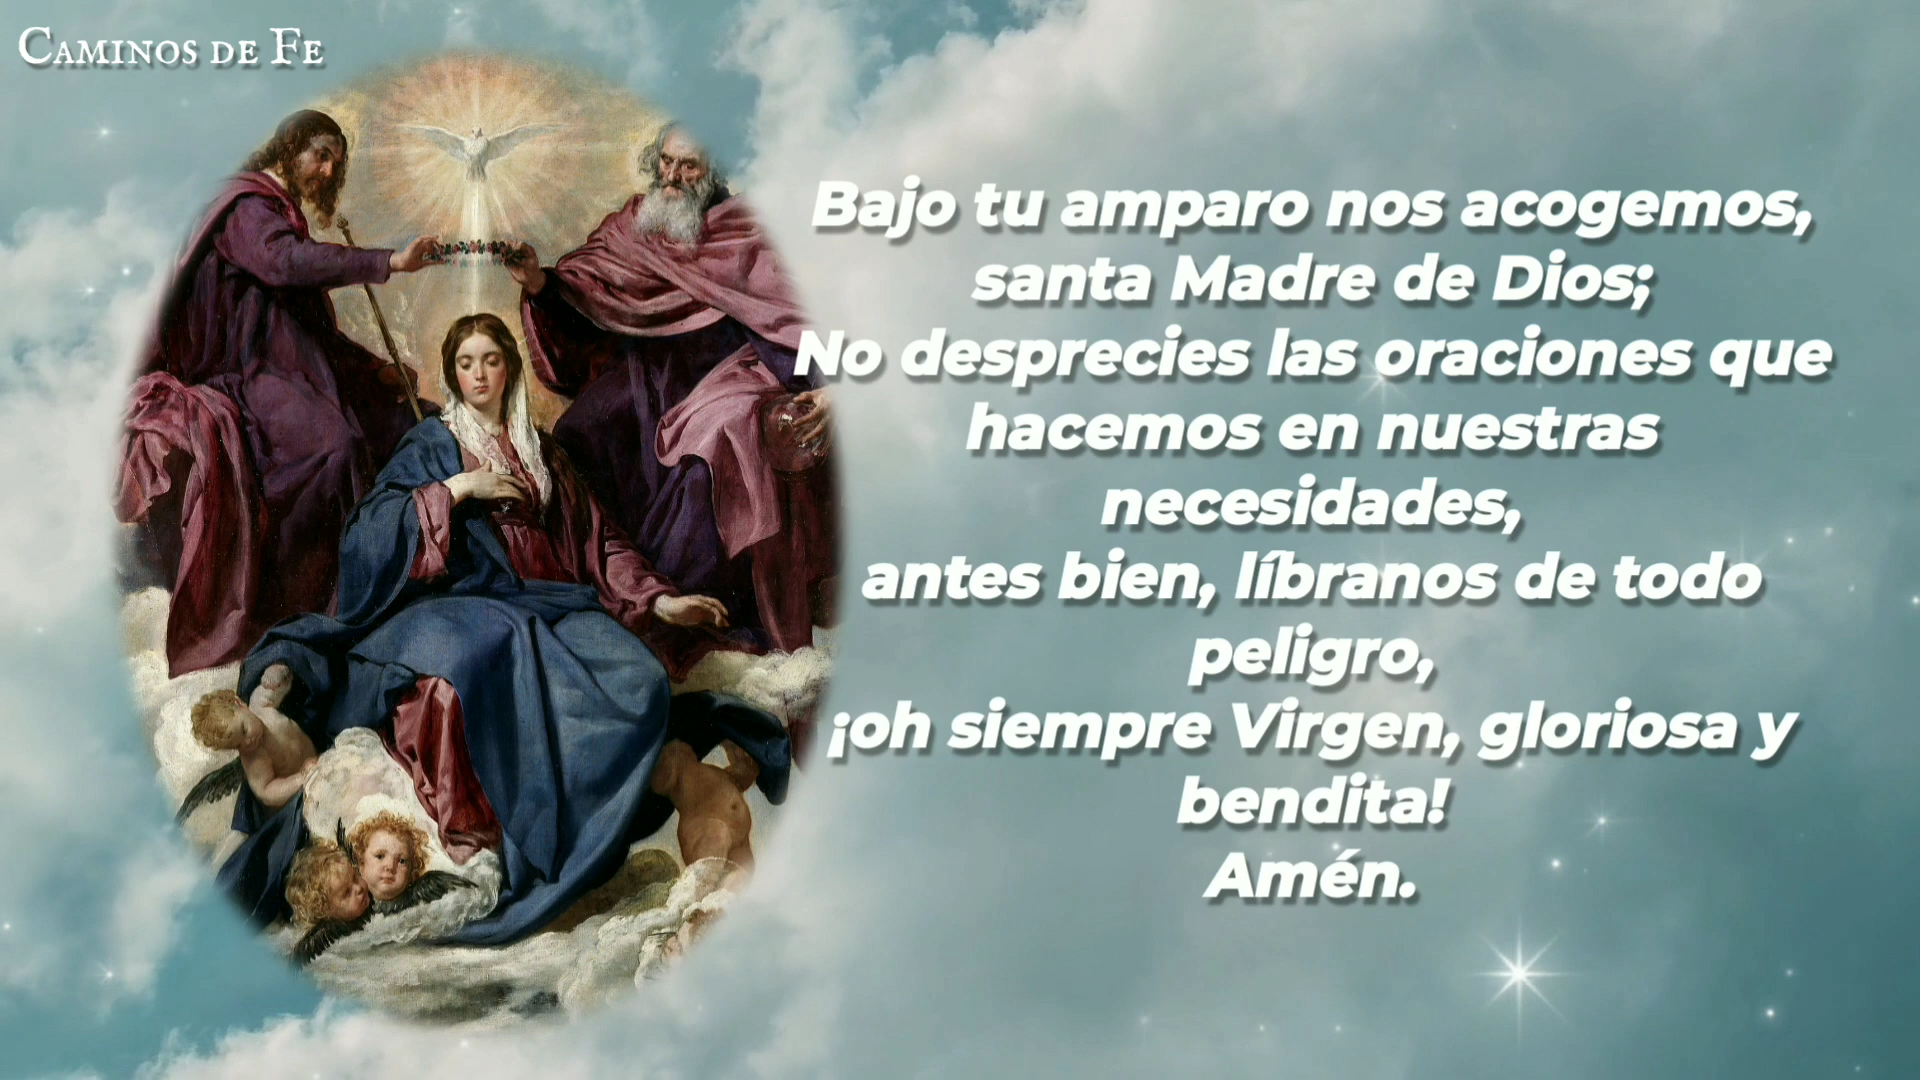 Caminos de Fe
Bajo tu amparo nos acogemos,
santa Madre de Dios;
No desprecies las oraciones que
hacemos en nuestras
necesidades,
antes bien, líbranos de todo
peligro,
¡oh siempre Virgen, gloriosa y
bendita!
Amén.